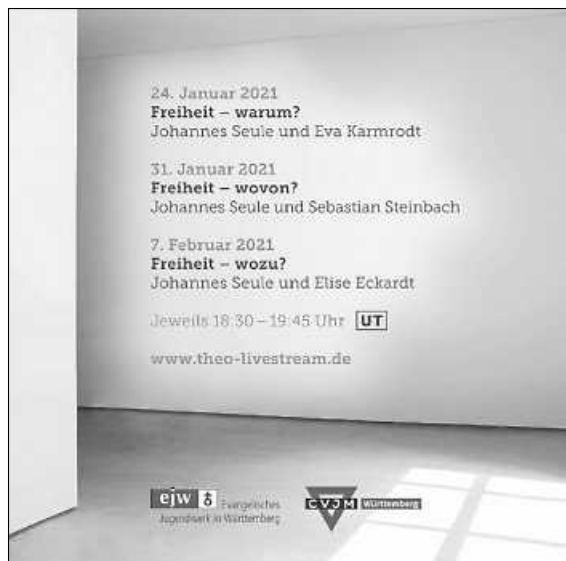 24. Januar 2021
Freiheit – warum?
Johannes Seule und Eva Karmrodt
31. Januar 2021
Freiheit – wovon?
Johannes Seule und Sebastian Steinbach
7. Februar 2021
Freiheit – wozu?
Johannes Seule und Elise Eckardt
Jeweils 18:30 – 19:45 Uhr UT
www.theo-livestream.de
ejw Evangelisches
Jugendwerk in Württemberg
CVJM Württemberg